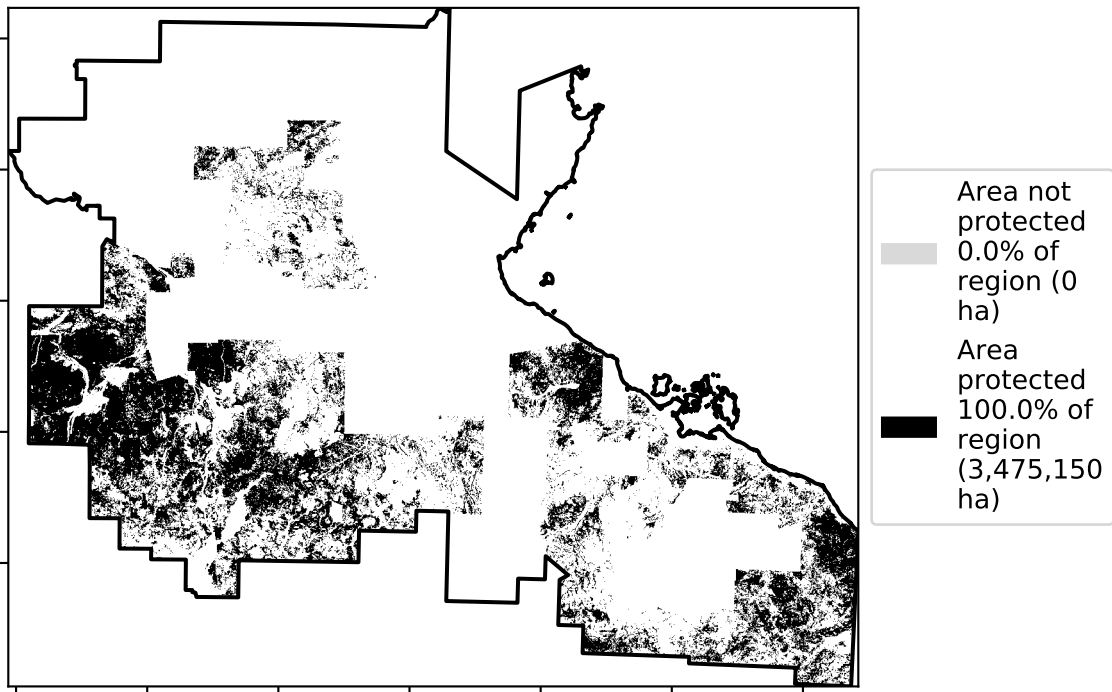 Area not
protected
0.0% of
region (0
ha)
Area
protected
100.0% of
region
(3,475,150
ha)